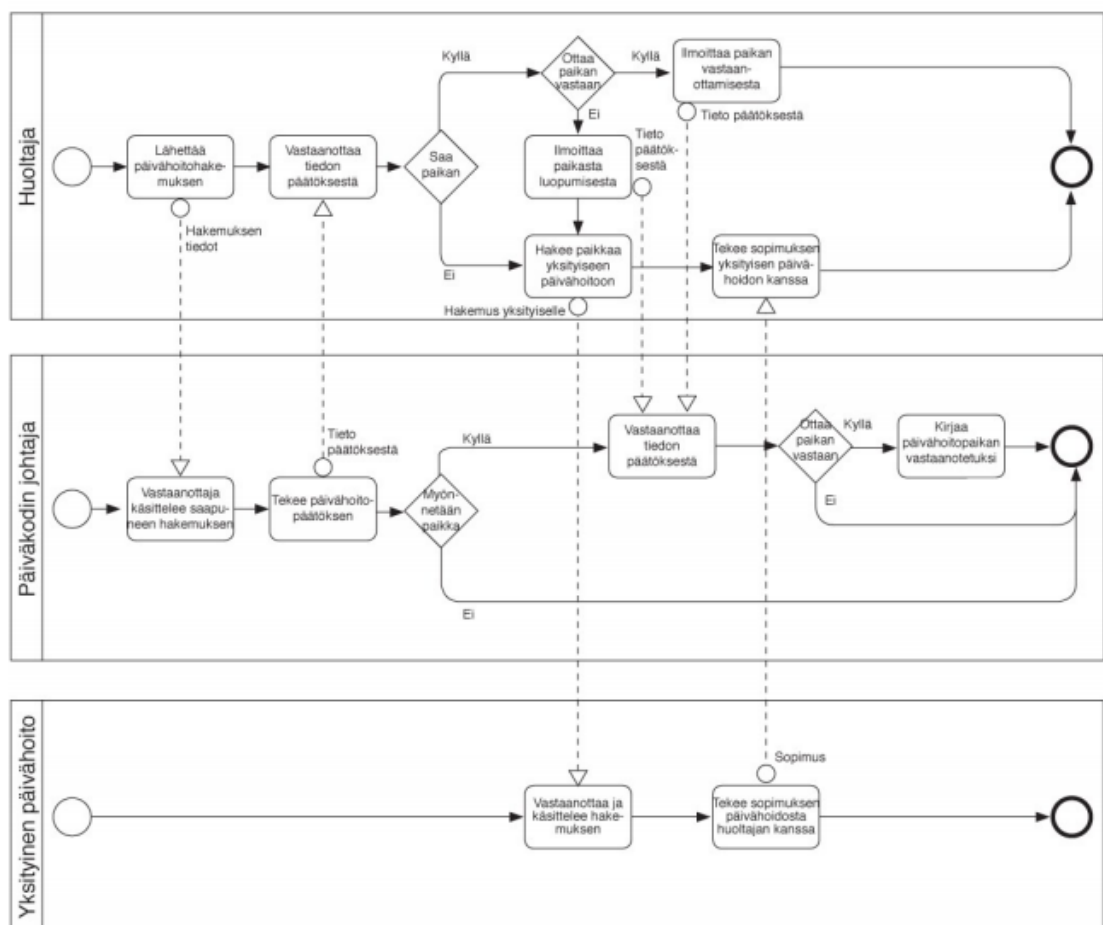 Huoltaja
Kyllä
Ottaa
paikan
vastaan
Kyllä
Ilmoittaa paikan
vastaan-
ottamisesta
Ei
Tieto päätöksestä
Lähettää
päivähoitohake-
muksen
Vastaanottaa
tiedon
päätöksestä
Saa
paikan
Ilmoittaa
paikasta
luopumisesta
Tieto
päätök-
sestä
Hakemuksen
tiedot
Ei
Hakee paikkaa
yksityiseen
päivähoitoon
Tekee sopimuksen
yksityisen päivä-
hoidon kanssa
Hakemus yksityiselle
Päiväkodin johtaja
Tieto
päätöksestä
Kyllä
Vastaanottaa
tiedon
päätöksestä
Ottaa
paikan
vastaan
Kyllä
Kirjaa
päivähoitopaikan
vastaanotetuksi
Vastaanottaja
käsittelee saapu-
neen hakemuksen
Tekee päivähoito-
päätöksen
Myön-
netään
paikka
Ei
Ei
Yksityinen päivähoito
Sopimus
Vastaanottaa ja
käsittelee hake-
muksen
Tekee sopimuksen
päivähoidosta
huoltajan kanssa